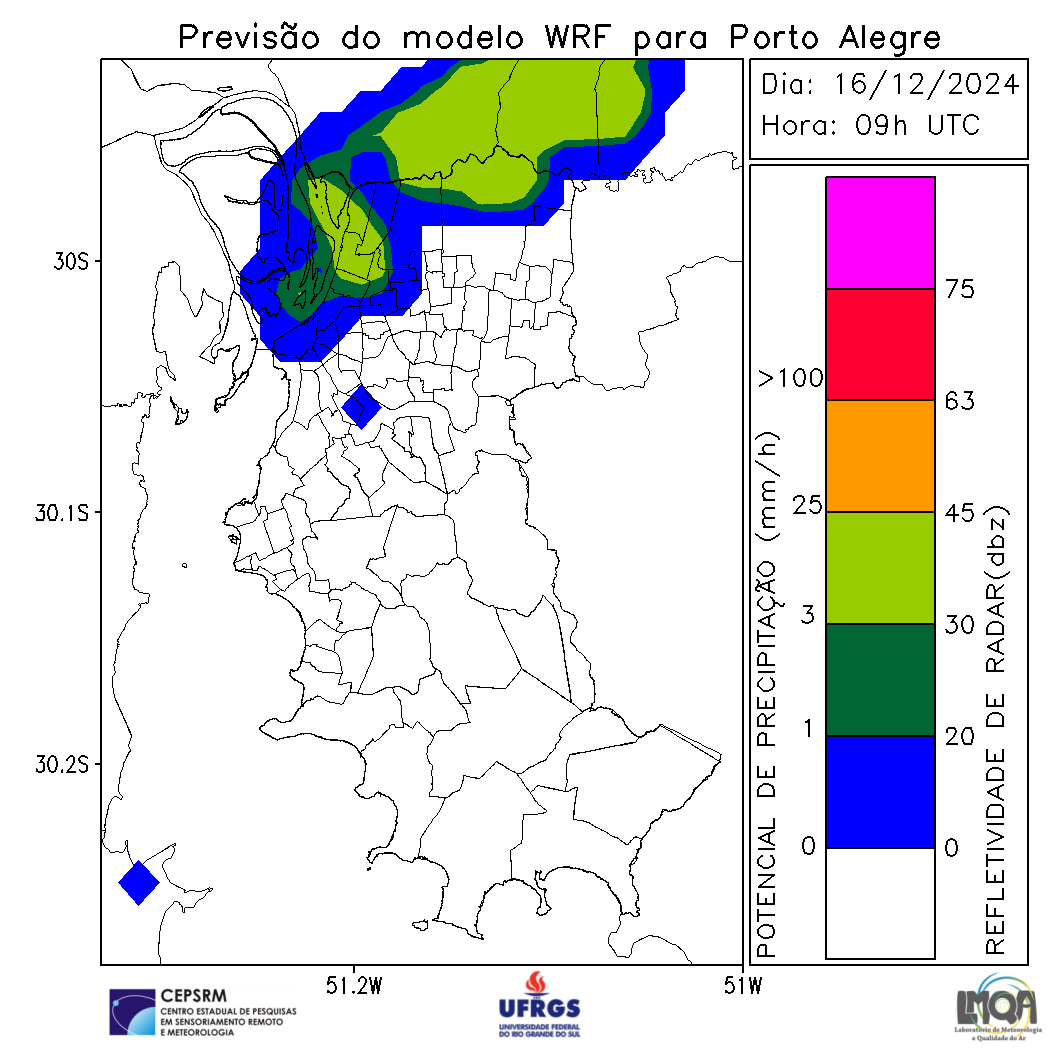 Previsão do modelo WRF para Porto Alegre
Dia: 16/12/2024
Hora: 09h UTC
30S
30.1S
30.2S
51.2W
51W
POTENCIAL DE PRECIPITAÇÃO (mm/h)
>100
25
3
1
0
75
63
45
30
20
0
REFLETIVIDADE DE RADAR(dbz)
CEPSRM
CENTRO ESTADUAL DE PESQUISAS
EM SENSORIAMENTO REMOTO
E METEOROLOGIA
UFRGS
UNIVERSIDADE FEDERAL
DO RIO GRANDE DO SUL
LMQA
Laboratório de Meteorologia
e Qualidade do Ar